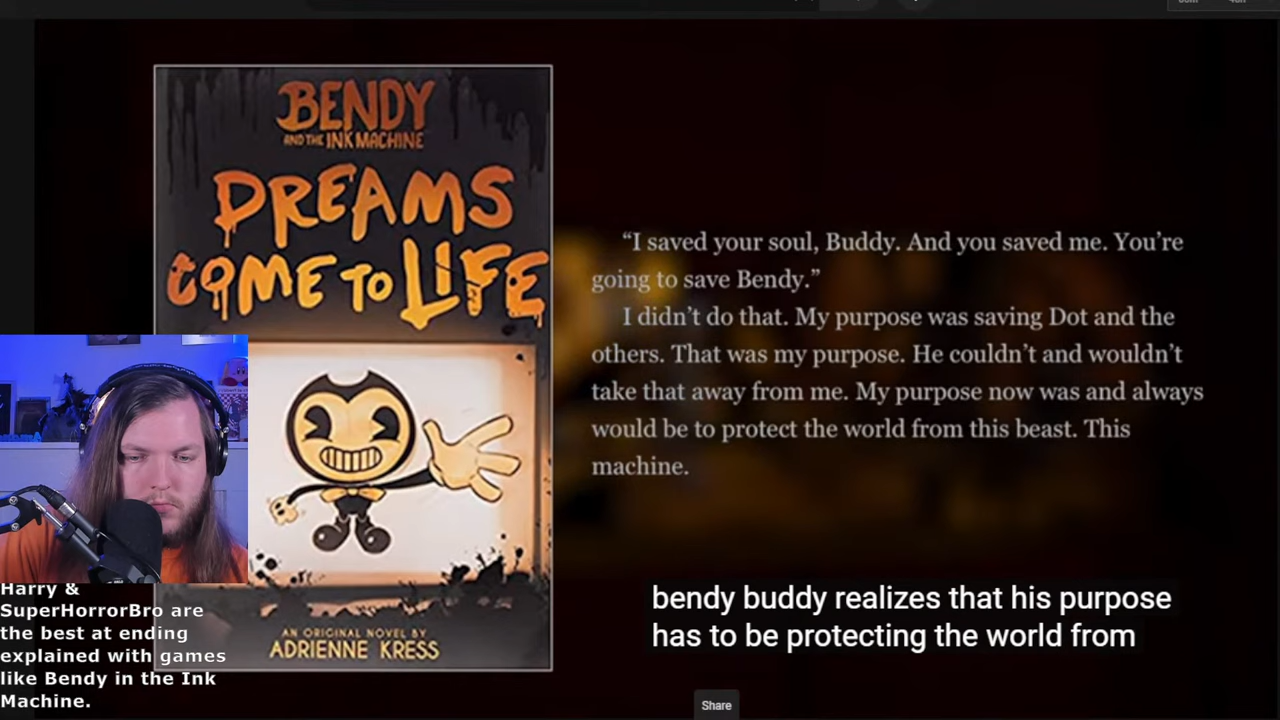 BENDY
AND THE INK MACHINE
DREAMS
COME TO LIFE
AN ORIGINAL NOVEL BY
ADRIENNE KRESS
“I saved your soul, Buddy. And you saved me. You’re
going to save Bendy.”
I didn’t do that. My purpose was saving Dot and the
others. That was my purpose. He couldn’t and wouldn’t
take that away from me. My purpose now was and always
would be to protect the world from this beast. This
machine.
Harry &
SuperHorrorBro are
the best at ending
explained with games
like Bendy in the Ink
Machine.
bendy buddy realizes that his purpose
has to be protecting the world from
Share